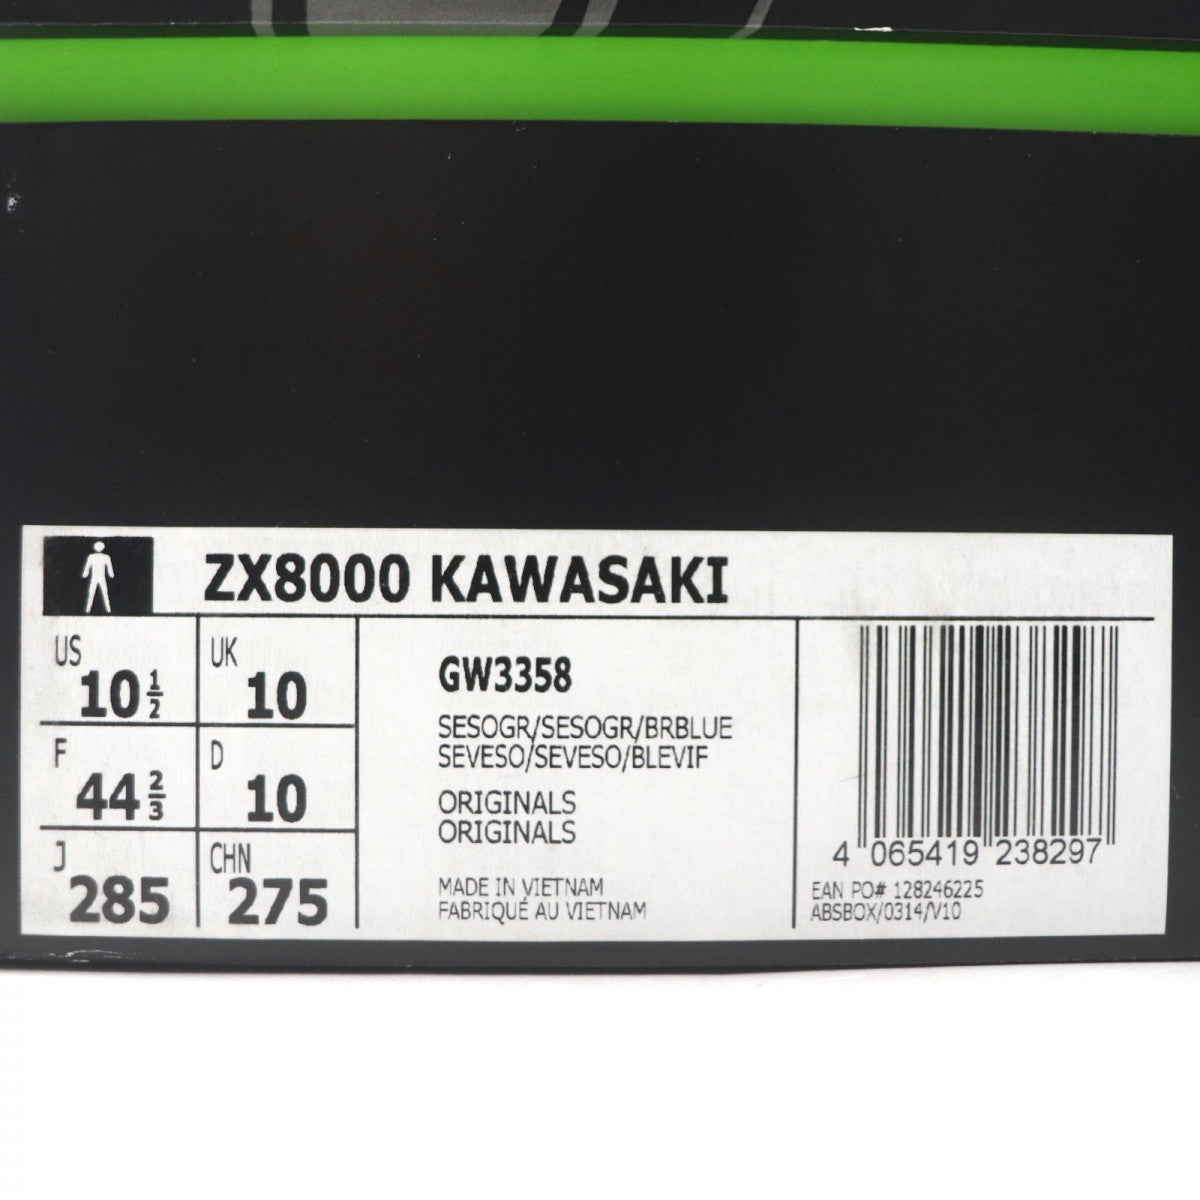 ZX8000 KAWASAKI
US
10 1/2
UK
10
F
44 2/3
D
10
J
285
CHN
275
GW3358
SESOGR/SESOGR/BRBLUE
SEVESO/SEVESO/BLEVIF
ORIGINALS
ORIGINALS
MADE IN VIETNAM
FABRIQUÉ AU VIETNAM
4 065419 238297
EAN PO# 128246225
ABSBOX/0314/V10